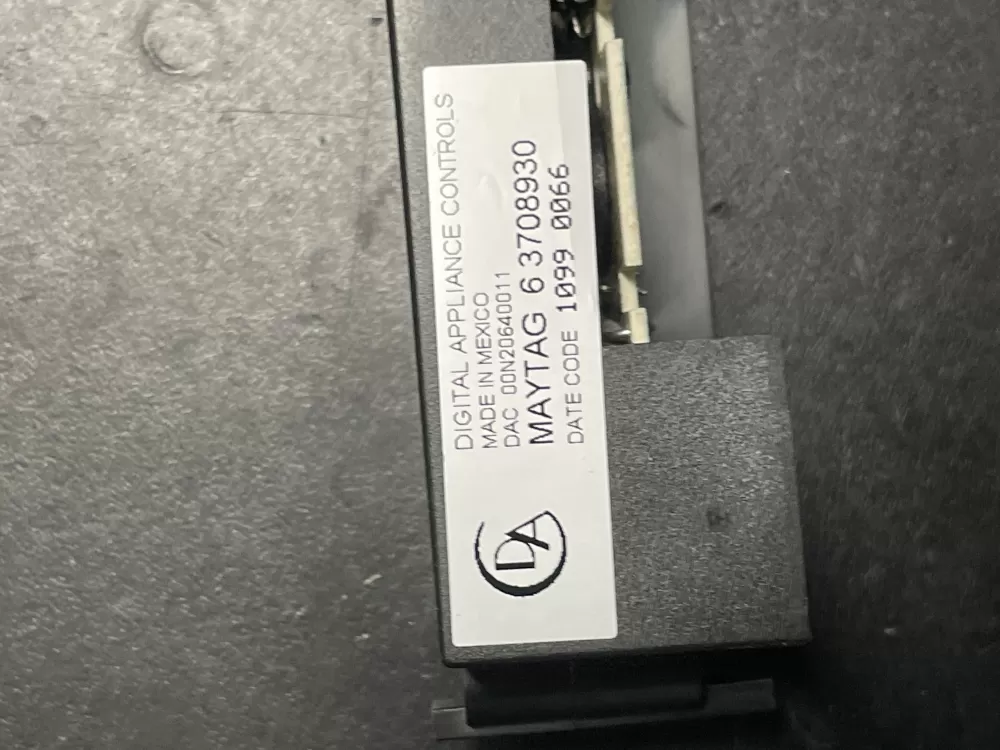 DIGITAL APPLIANCE CONTROLS
MADE IN MEXICO
DAC 00N20640011
MAYTAG 6 3708930
DATE CODE 1099 0066
DA